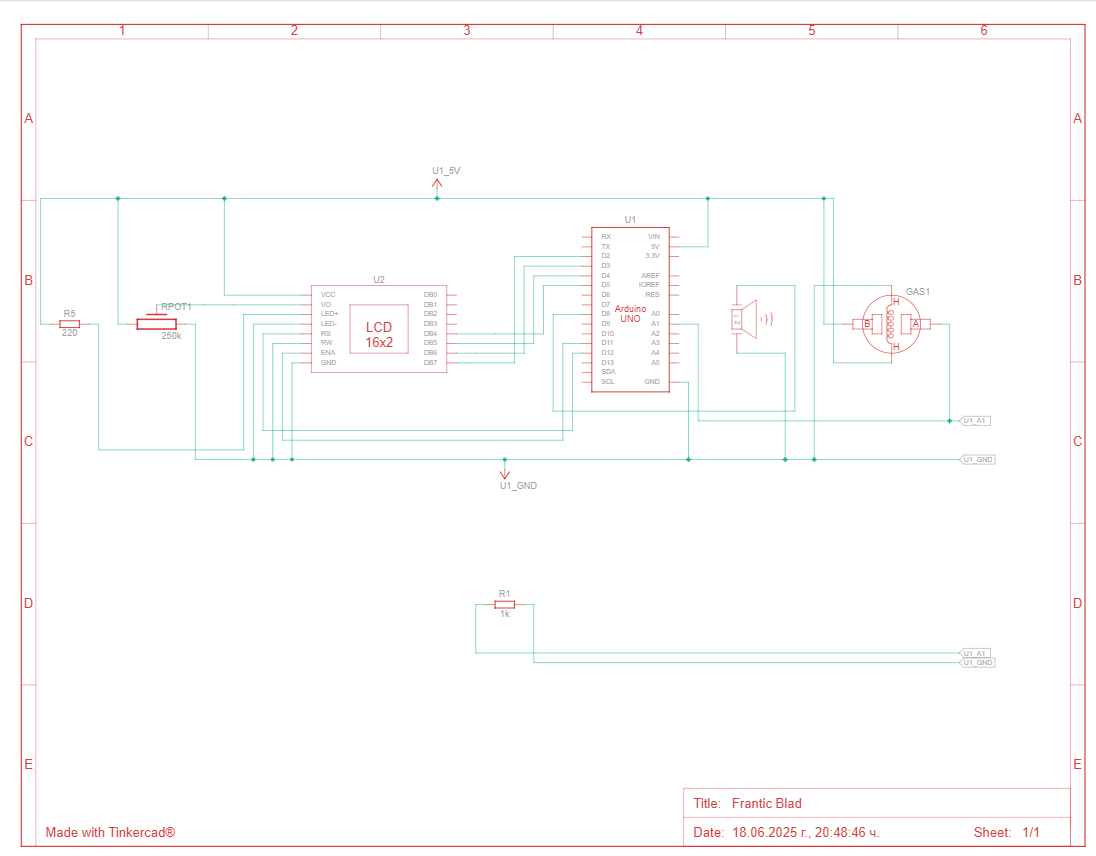 1 2 3 4 5 6
A A
U1_5V
U1
RX VIN
TX 5V
D2 3.3V
D3
D4 AREF
D5 IOREF
D6 RES
D7
D8 A0
D9 A1
D10 A2
D11 A3
D12 A4
D13 A5
SDA
SCL GND
Arduino
UNO
B B
U2
VCC DB0
VO DB1
LED+ DB2
LED- DB3
RS DB4
RW DB5
ENA DB6
GND DB7
LCD
16x2
R5
220
RPOT1
250k
LS
GAS1
H
B A
H
C C
U1_A1
U1_GND
U1_GND
R1
1k
D D
U1_A1
U1_GND
E E
Title: Frantic Blad
Made with Tinkercad®
Date: 18.06.2025 г., 20:48:46 ч.
Sheet: 1/1